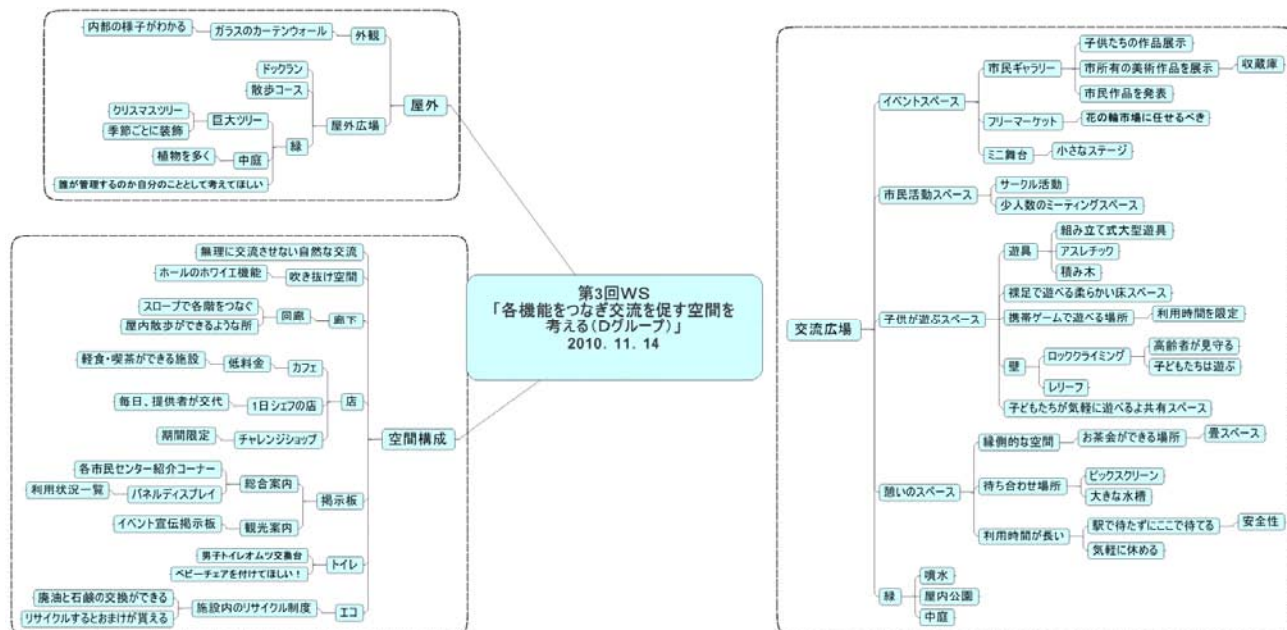 第3回WS
「各機能をつなぎ交流を促す空間を
考える(Dグループ)」
2010. 11. 14
屋外
外観
ガラスのカーテンウォール
内部の様子がわかる
屋外広場
ドックラン
散歩コース
緑
巨大ツリー
クリスマスツリー
季節ごとに装飾
中庭
植物を多く
誰が管理するのか自分のこととして考えてほしい
空間構成
無理に交流させない自然な交流
吹き抜け空間
ホールのホワイエ機能
廊下
回廊
スロープで各階をつなぐ
屋内散歩ができるような所
店
カフェ
低料金
軽食・喫茶ができる施設
1日シェフの店
毎日、提供者が交代
チャレンジショップ
期間限定
掲示板
総合案内
各市民センター紹介コーナー
パネルディスプレイ
利用状況一覧
観光案内
イベント宣伝掲示板
トイレ
男子トイレオムツ交換台
ベビーチェアを付けてほしい！
エコ
施設内のリサイクル制度
廃油と石鹸の交換ができる
リサイクルするとおまけが貰える
交流広場
イベントスペース
市民ギャラリー
子供たちの作品展示
市所有の美術作品を展示
収蔵庫
市民作品を発表
フリーマーケット
花の輪市場に任せるべき
ミニ舞台
小さなステージ
市民活動スペース
サークル活動
少人数のミーティングスペース
子供が遊ぶスペース
遊具
組み立て式大型遊具
アスレチック
積み木
裸足で遊べる柔らかい床スペース
携帯ゲームで遊べる場所
利用時間を限定
壁
ロッククライミング
高齢者が見守る
子どもたちは遊ぶ
レリーフ
子どもたちが気軽に遊べるよ共有スペース
憩いのスペース
縁側的な空間
お茶会ができる場所
畳スペース
待ち合わせ場所
ビックスクリーン
大きな水槽
利用時間が長い
駅で待たずにここで待てる
安全性
気軽に休める
緑
噴水
屋内公園
中庭